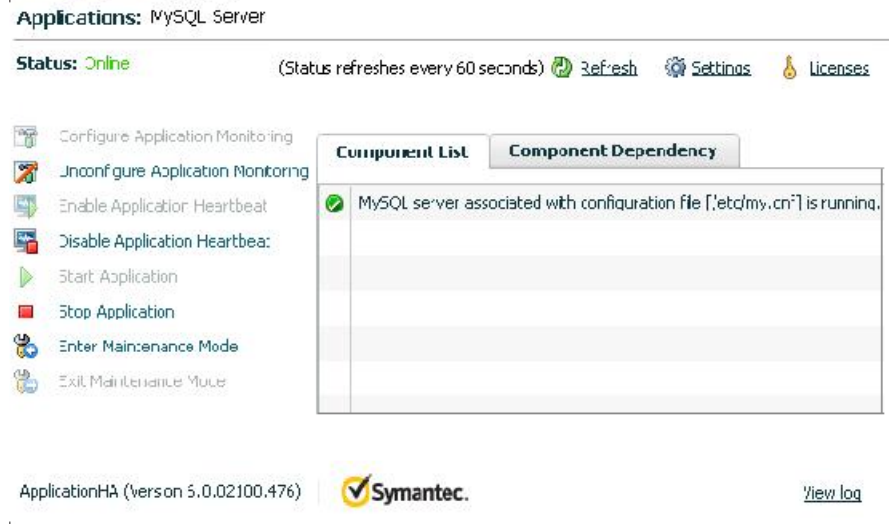 Applications: MySQL Server
Status: Online
(Status refreshes every 60 seconds) Refresh Settings Licenses
Configure Application Monitoring
Unconfigure Application Monitoring
Enable Application Heartbeat
Disable Application Heartbeat
Start Application
Stop Application
Enter Maintenance Mode
Exit Maintenance Mode
Component List Component Dependency
MySQL server associated with configuration file ['/etc/my.cnf'] is running.
ApplicationHA (Version 6.0.02100.476)
Symantec.
View log